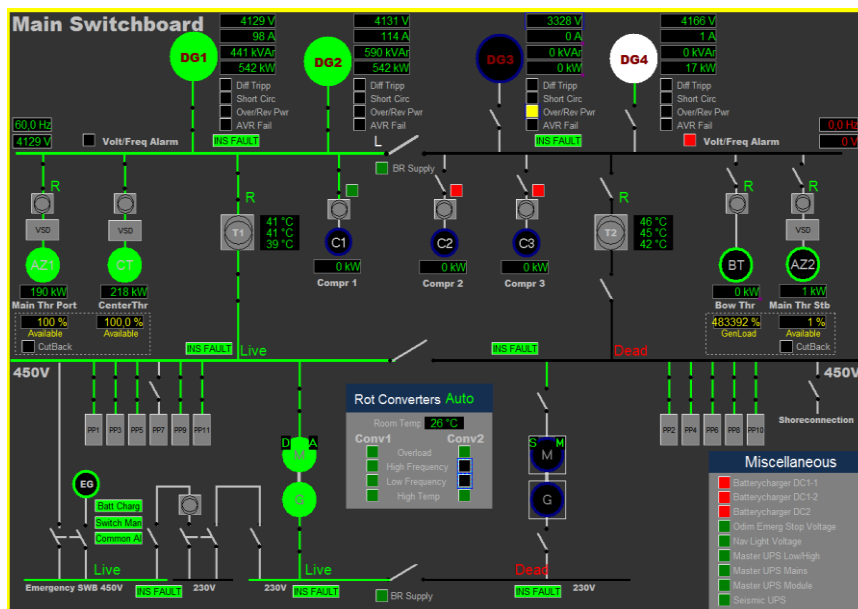 Main Switchboard
4129 V
98 A
441 kVAr
542 kW
4131 V
114 A
590 kVAr
542 kW
3328 V
0 A
0 kVAr
0 kW
4166 V
1 A
0 kVAr
17 kW
DG1
DG2
DG3
DG4
Diff Tripp
Short Circ
Over/Rev Pwr
AVR Fail
Diff Tripp
Short Circ
Over/Rev Pwr
AVR Fail
Diff Tripp
Short Circ
Over/Rev Pwr
AVR Fail
Diff Tripp
Short Circ
Over/Rev Pwr
AVR Fail
60,0 Hz
4129 V
Volt/Freq Alarm
INS FAULT
L
INS FAULT
Volt/Freq Alarm
0,0 Hz
0 V
BR Supply
R
R
R
R
R
VSD
VSD
T1
41 °C
41 °C
39 °C
T2
46 °C
45 °C
42 °C
C1
C2
C3
AZ1
CT
BT
AZ2
0 kW
0 kW
0 kW
Compr 1
Compr 2
Compr 3
190 kW
218 kW
0 kW
1 kW
Main Thr Port
CenterThr
Bow Thr
Main Thr Stb
100 %
100,0 %
483392 %
1 %
Available
Available
GenLoad
Available
CutBack
CutBack
INS FAULT
Live
INS FAULT
Dead
450V
450V
PP1
PP3
PP5
PP7
PP9
PP11
PP2
PP4
PP6
PP8
PP10
Shoreconnection
Rot Converters Auto
Room Temp 26 °C
Conv1
Conv2
Overload
High Frequency
Low Frequency
High Temp
D
A
M
G
S
M
M
G
EG
Batt Charg
Switch Man
Common Al
Miscellaneous
Batterycharger DC1-1
Batterycharger DC1-2
Batterycharger DC2
Odim Emerg Stop Voltage
Nav Light Voltage
Master UPS Low/High
Master UPS Mains
Master UPS Module
Seismic UPS
Live
Live
Dead
Emergency SWB 450V
INS FAULT
230V
230V
INS FAULT
BR Supply
INS FAULT
230V